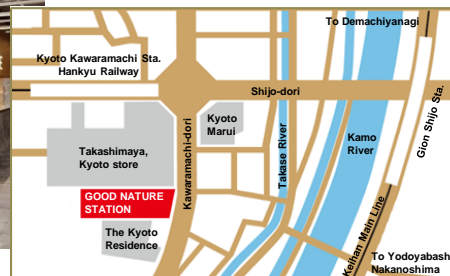 To Demachiyanagi
Kyoto Kawaramachi Sta.
Hankyu Railway
Shijo-dori
Gion Shijo Sta.
Kyoto
Marui
Kawaramachi-dori
Takase River
Kamo
River
Takashimaya,
Kyoto store
GOOD NATURE
STATION
The Kyoto
Residence
Keihan Main Line
To Yodoyabash
Nakanoshima